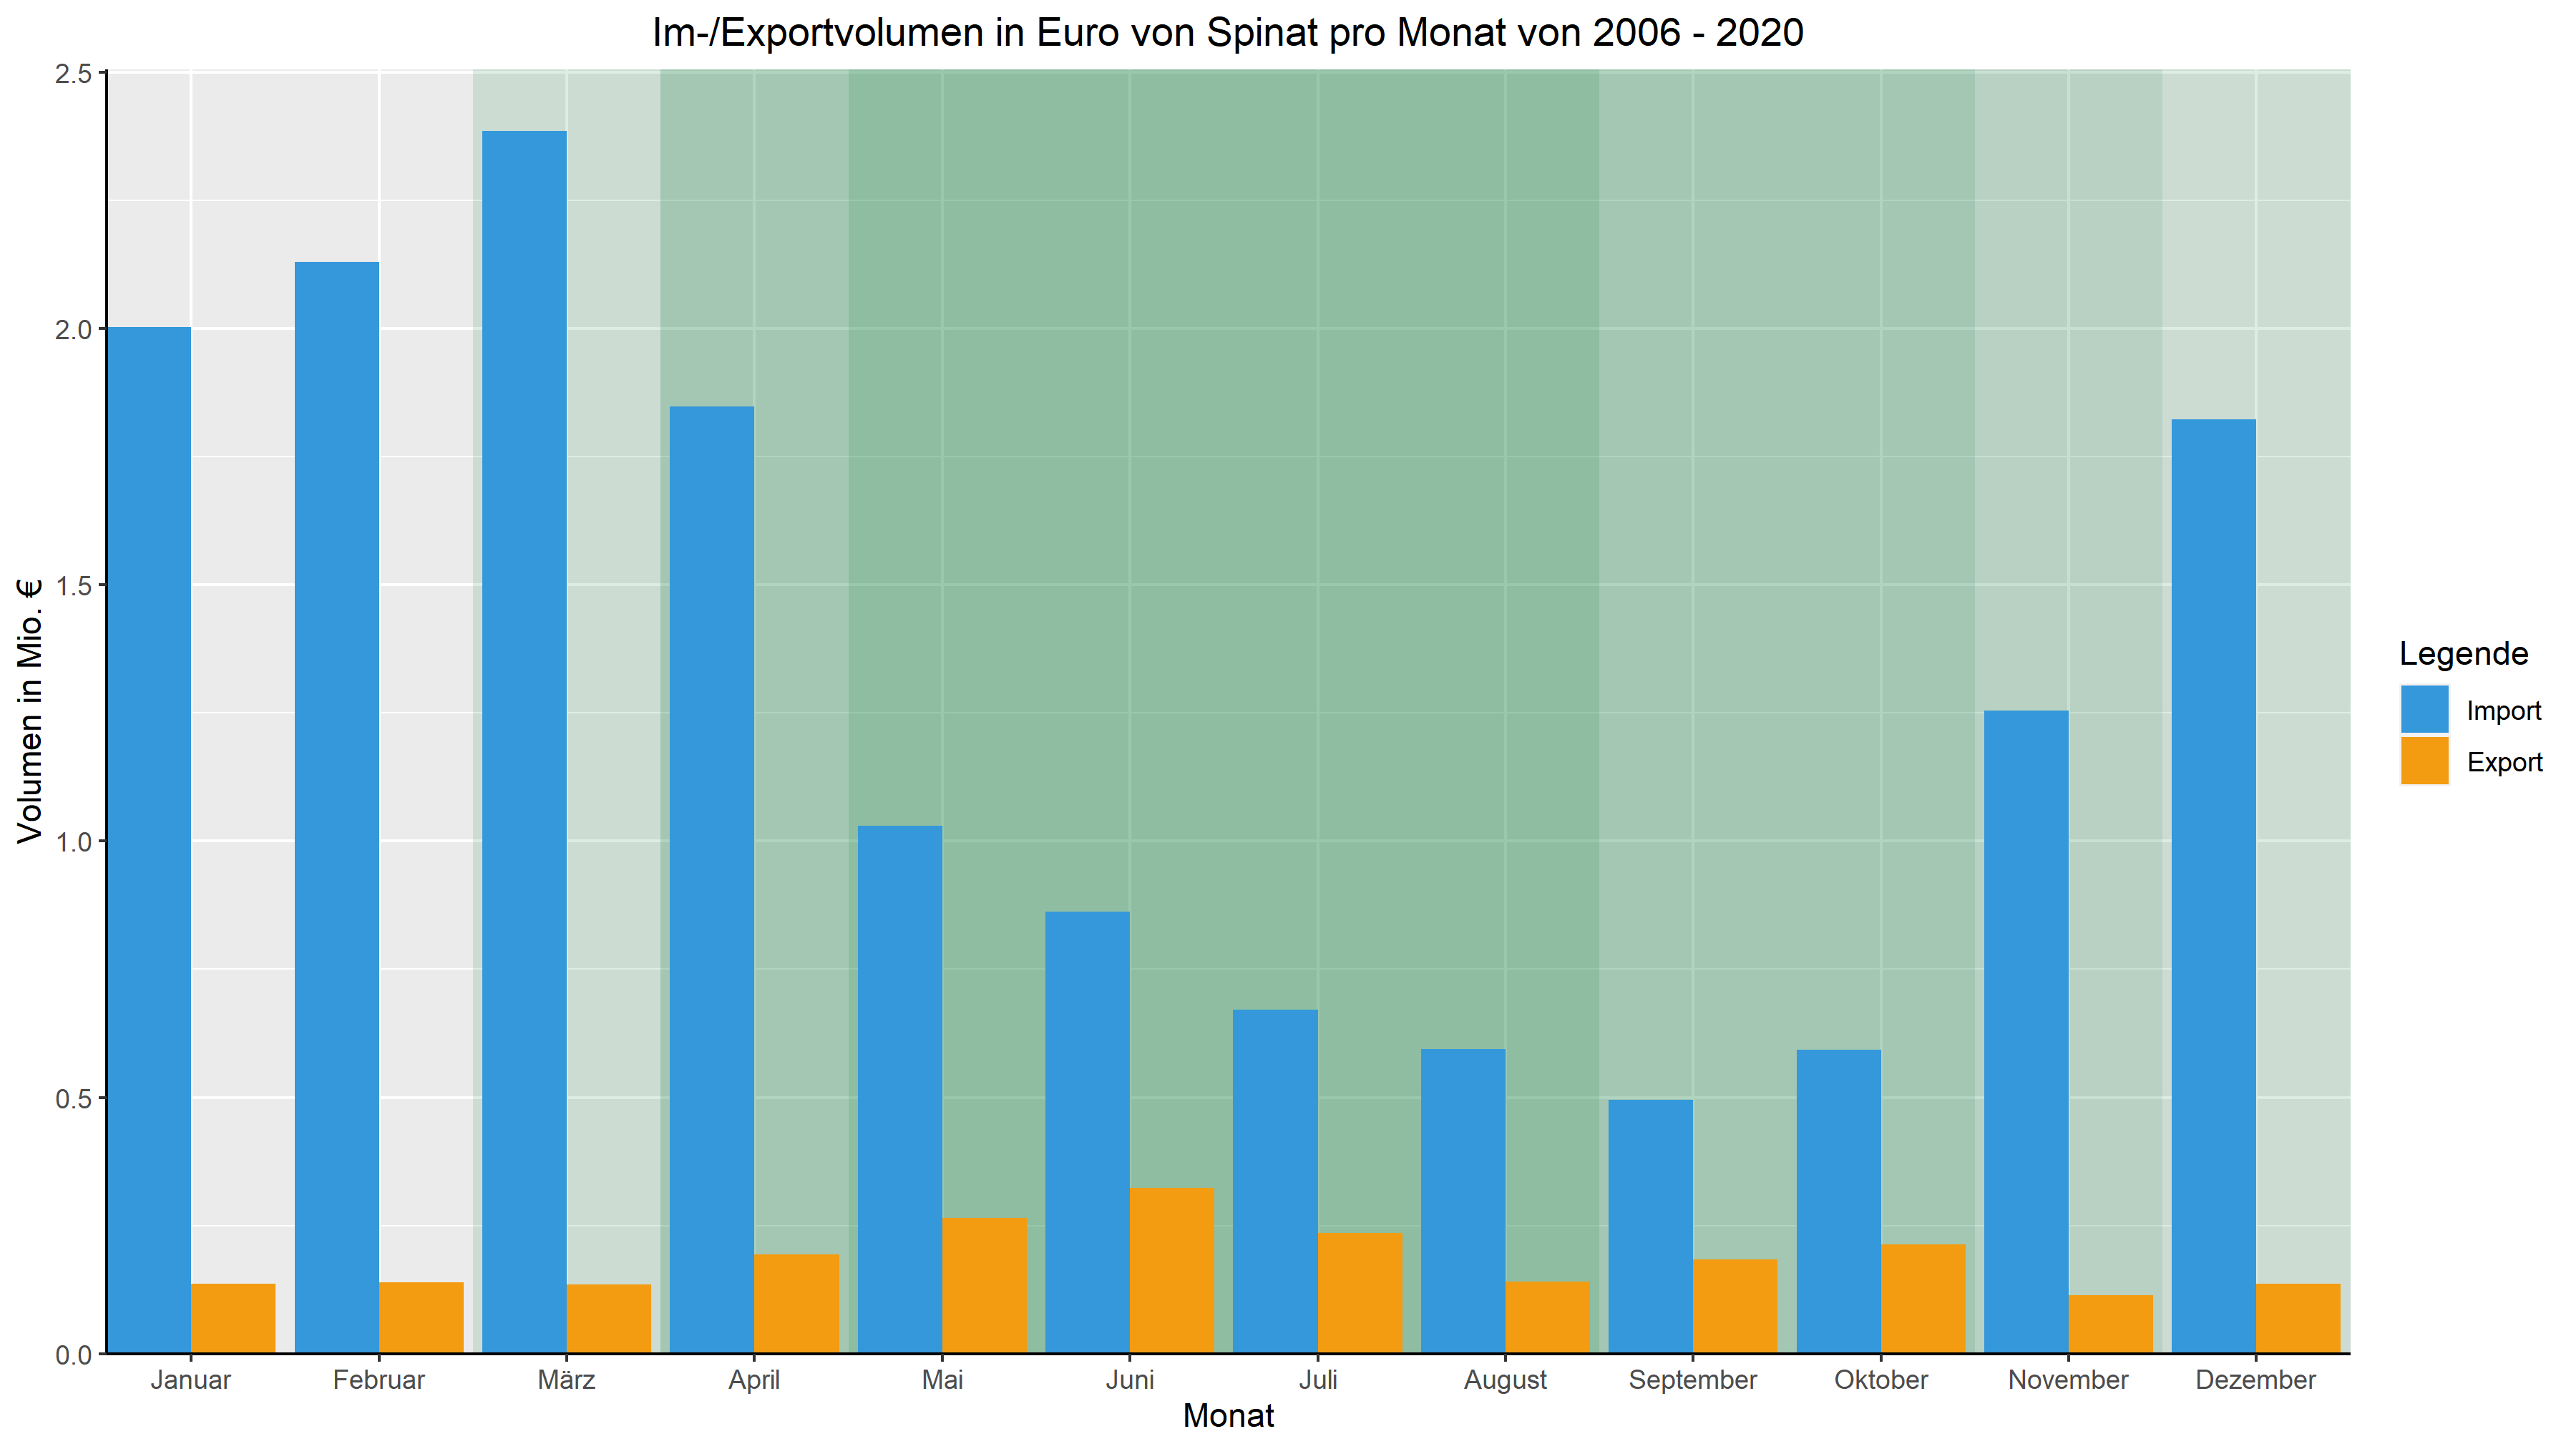 Im-/Exportvolumen in Euro von Spinat pro Monat von 2006 - 2020
Volumen in Mio. €
2.5
2.0
1.5
1.0
0.5
0.0
Januar Februar März April Mai Juni Juli August September Oktober November Dezember
Monat
Legende
Import
Export